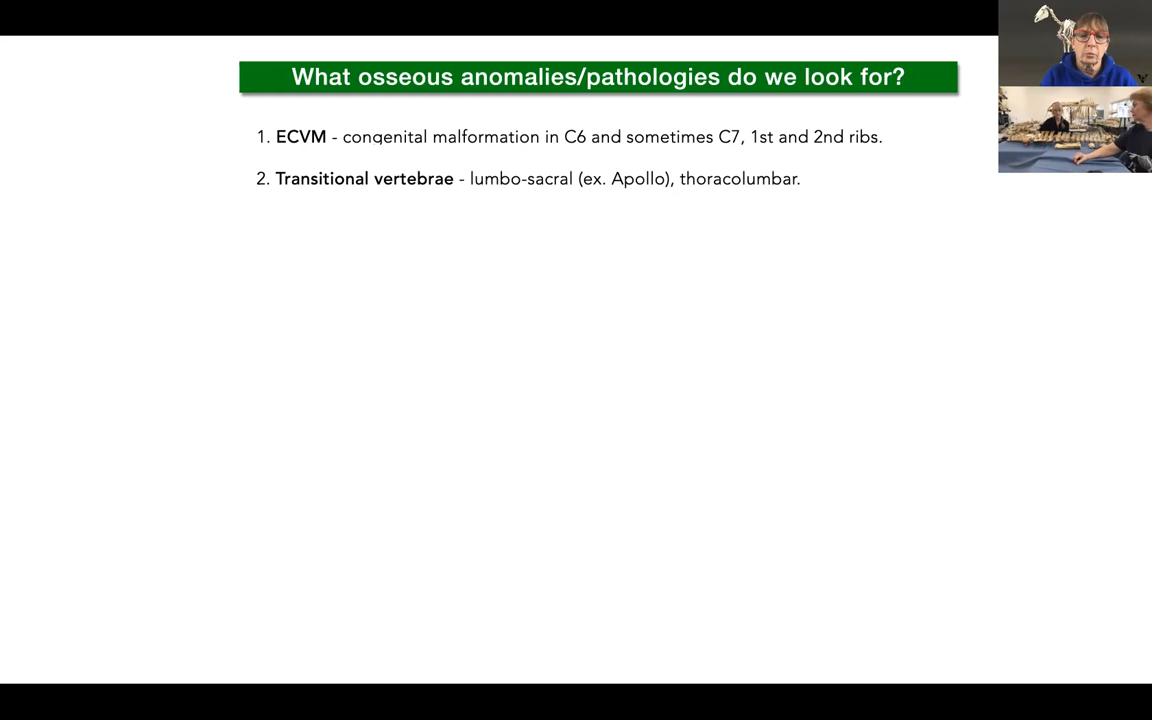 What osseous anomalies/pathologies do we look for?
1. ECVM - congenital malformation in C6 and sometimes C7, 1st and 2nd ribs.
2. Transitional vertebrae - lumbo-sacral (ex. Apollo), thoracolumbar.